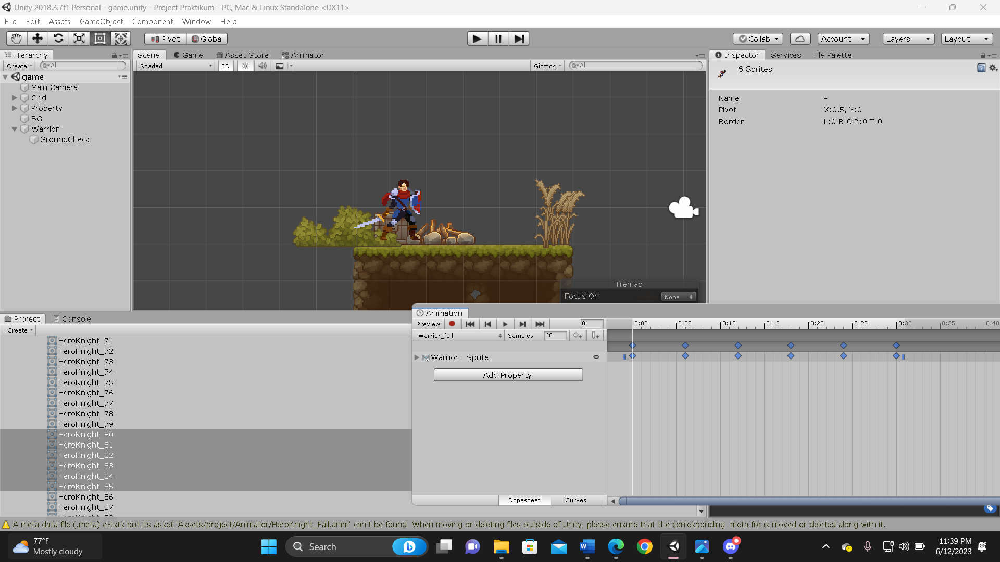 Unity 2018.3.7f1 Personal - game.unity - Project Praktikum - PC, Mac & Linux Standalone <DX11>
File Edit Assets GameObject Component Window Help
Pivot Global Collab Account Layers Layout
Hierarchy Scene Game Asset Store Animator Inspector Services Tile Palette
Create All Shaded 2D Gizmos All
6 Sprites
game
Main Camera
Grid
Property
BG
Warrior
GroundCheck
Name -
Pivot X:0.5, Y:0
Border L:0 B:0 R:0 T:0
Tilemap
Focus On None
Project Console
Create
HeroKnight_71
HeroKnight_72
HeroKnight_73
HeroKnight_74
HeroKnight_75
HeroKnight_76
HeroKnight_77
HeroKnight_78
HeroKnight_79
HeroKnight_80
HeroKnight_81
HeroKnight_82
HeroKnight_83
HeroKnight_84
HeroKnight_85
HeroKnight_86
HeroKnight_87
Animation
Preview 0 0:00 0:05 0:10 0:15 0:20 0:25 0:30 0:35 0:40
Warrior_fall Samples 60
Warrior : Sprite
Add Property
Dopesheet Curves
A meta data file (.meta) exists but its asset 'Assets/project/Animator/HeroKnight_Fall.anim' can't be found. When moving or deleting files outside of Unity, please ensure that the corresponding .meta file is moved or deleted along with it.
77°F
Mostly cloudy
Search
11:39 PM
6/12/2023